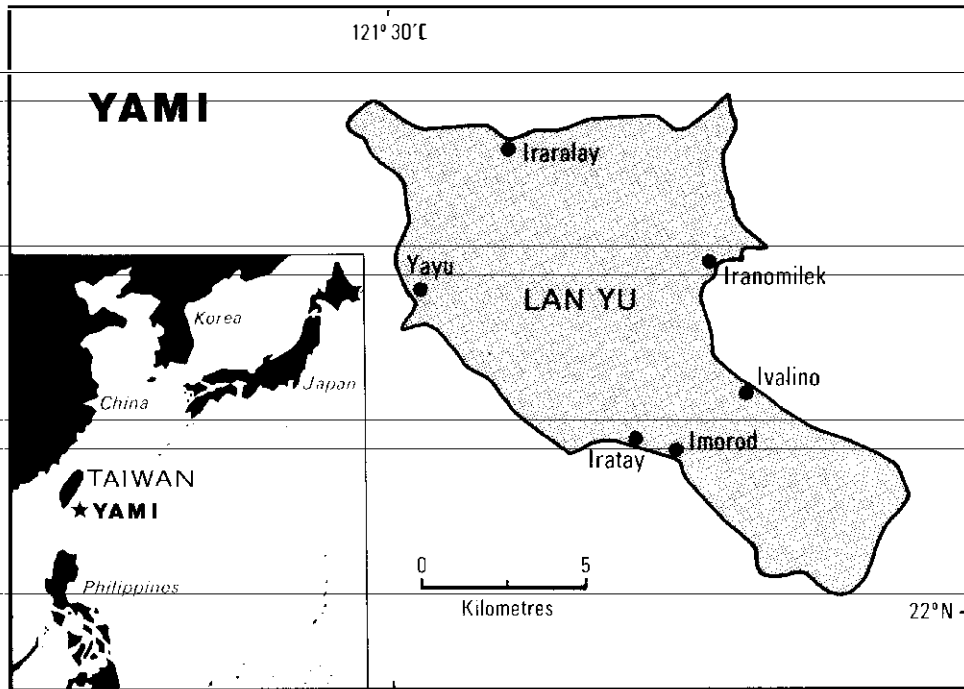 121° 30′E
YAMI
Iraralay
Yayu
Iranomilek
LAN YU
Korea
Japan
Ivalino
China
Iratay
Imorod
TAIWAN
YAMI
0 5
Kilometres
Philippines
22°N